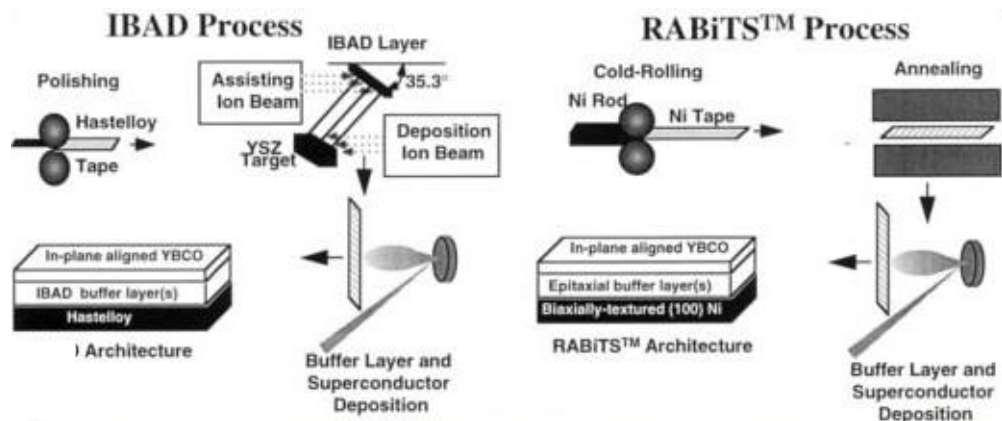 IBAD Process
Polishing
Hastelloy
Tape
IBAD Layer
Assisting
Ion Beam
35.3°
YSZ
Target
Deposition
Ion Beam
In-plane aligned YBCO
IBAD buffer layer(s)
Hastelloy
) Architecture
Buffer Layer and
Superconductor
Deposition
RABiTS™ Process
Cold-Rolling
Ni Rod
Ni Tape
Annealing
In-plane aligned YBCO
Epitaxial buffer layer(s)
Biaxially-textured (100) Ni
RABiTS™ Architecture
Buffer Layer and
Superconductor
Deposition